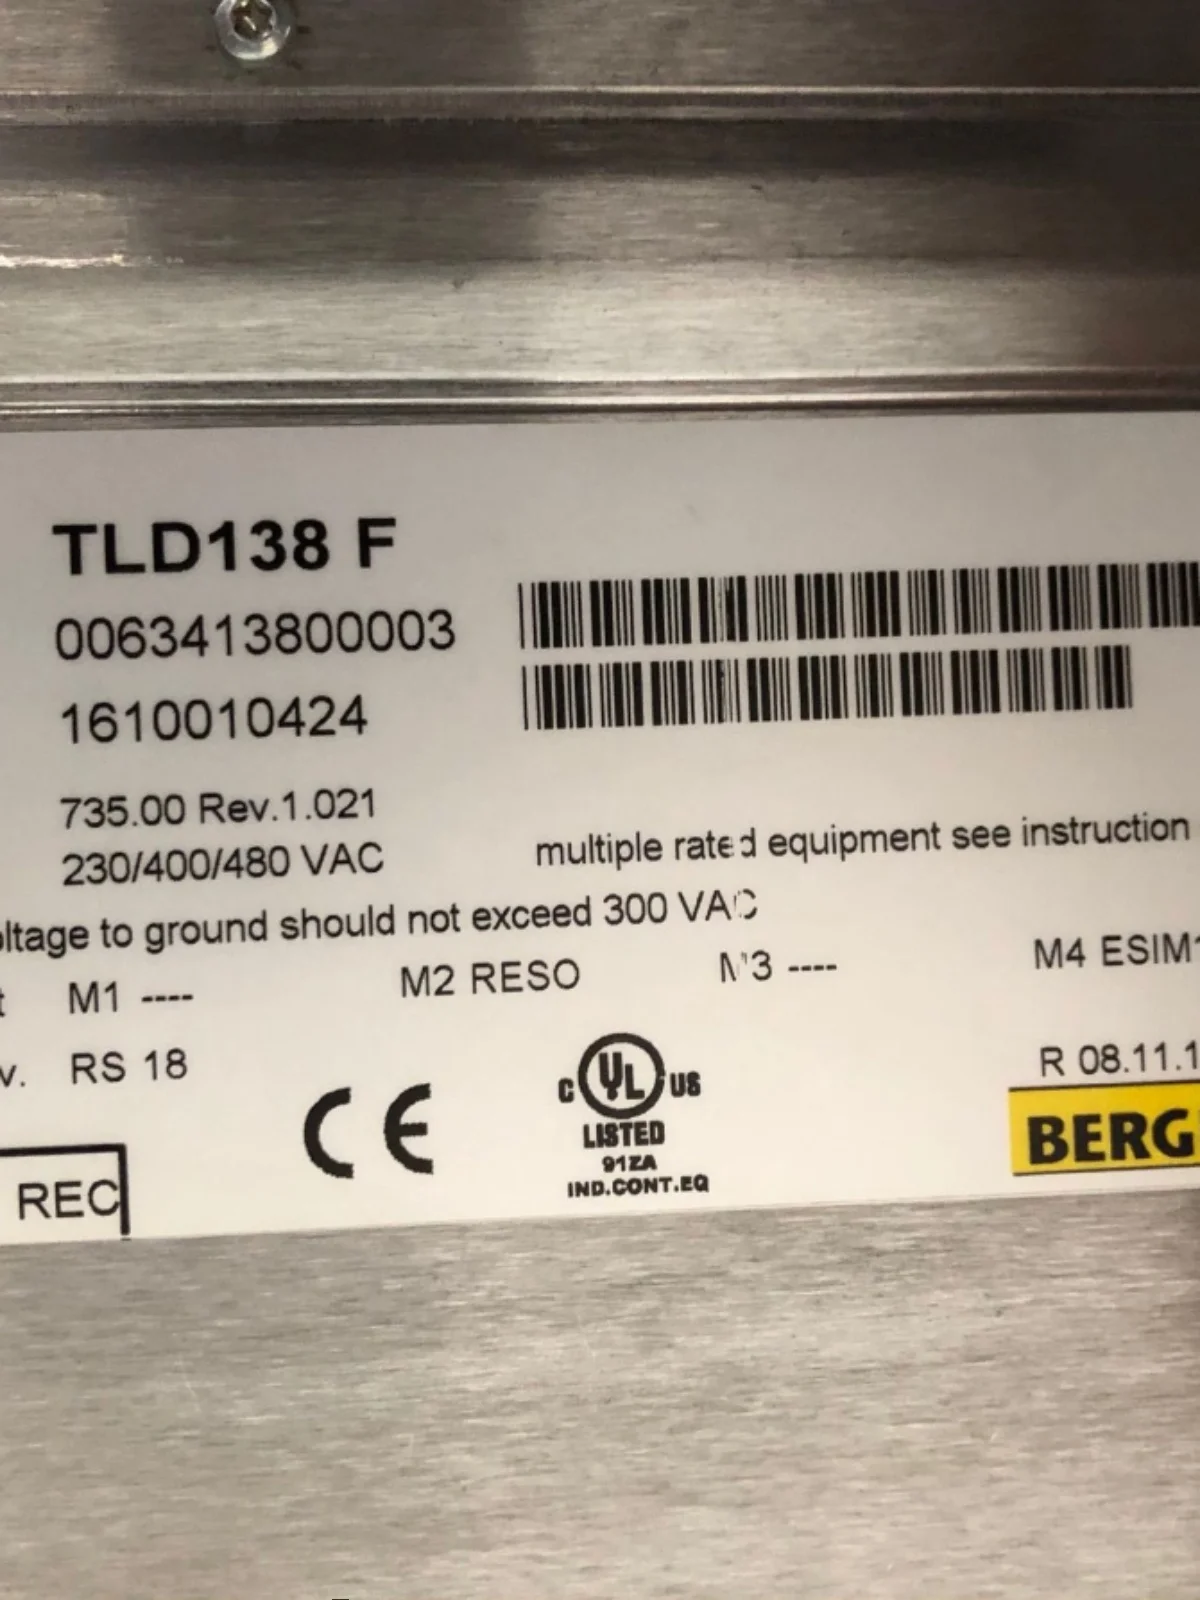 TLD138 F
0063413800003
1610010424
735.00 Rev.1.021
230/400/480 VAC multiple rated equipment see instruction
oltage to ground should not exceed 300 VAC
t M1 ---- M2 RESO M3 ---- M4 ESIM1
v. RS 18 R 08.11.1
CE
C UL US
LISTED
91ZA
IND.CONT.EQ
BERG
REC